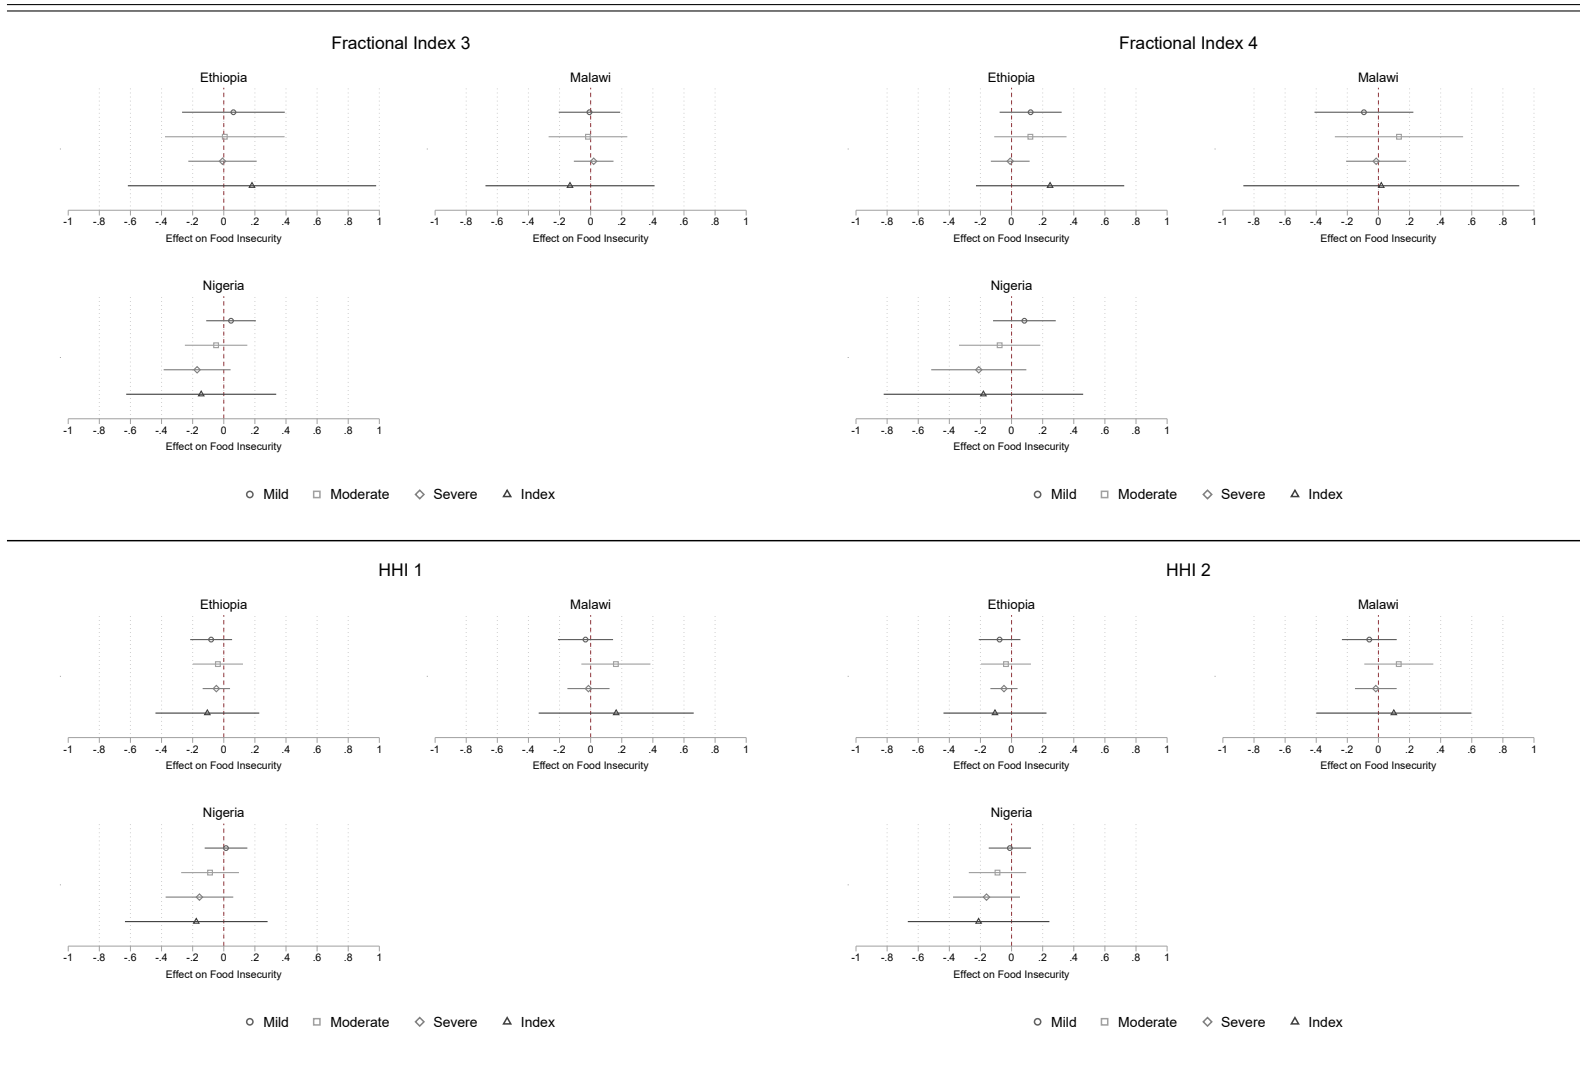 Fractional Index 3
Ethiopia
-1 -.8 -.6 -.4 -.2 0 .2 .4 .6 .8 1
Effect on Food Insecurity
Malawi
-1 -.8 -.6 -.4 -.2 0 .2 .4 .6 .8 1
Effect on Food Insecurity
Nigeria
-1 -.8 -.6 -.4 -.2 0 .2 .4 .6 .8 1
Effect on Food Insecurity
Mild Moderate Severe Index
Fractional Index 4
Ethiopia
-1 -.8 -.6 -.4 -.2 0 .2 .4 .6 .8 1
Effect on Food Insecurity
Malawi
-1 -.8 -.6 -.4 -.2 0 .2 .4 .6 .8 1
Effect on Food Insecurity
Nigeria
-1 -.8 -.6 -.4 -.2 0 .2 .4 .6 .8 1
Effect on Food Insecurity
Mild Moderate Severe Index
HHI 1
Ethiopia
-1 -.8 -.6 -.4 -.2 0 .2 .4 .6 .8 1
Effect on Food Insecurity
Malawi
-1 -.8 -.6 -.4 -.2 0 .2 .4 .6 .8 1
Effect on Food Insecurity
Nigeria
-1 -.8 -.6 -.4 -.2 0 .2 .4 .6 .8 1
Effect on Food Insecurity
Mild Moderate Severe Index
HHI 2
Ethiopia
-1 -.8 -.6 -.4 -.2 0 .2 .4 .6 .8 1
Effect on Food Insecurity
Malawi
-1 -.8 -.6 -.4 -.2 0 .2 .4 .6 .8 1
Effect on Food Insecurity
Nigeria
-1 -.8 -.6 -.4 -.2 0 .2 .4 .6 .8 1
Effect on Food Insecurity
Mild Moderate Severe Index